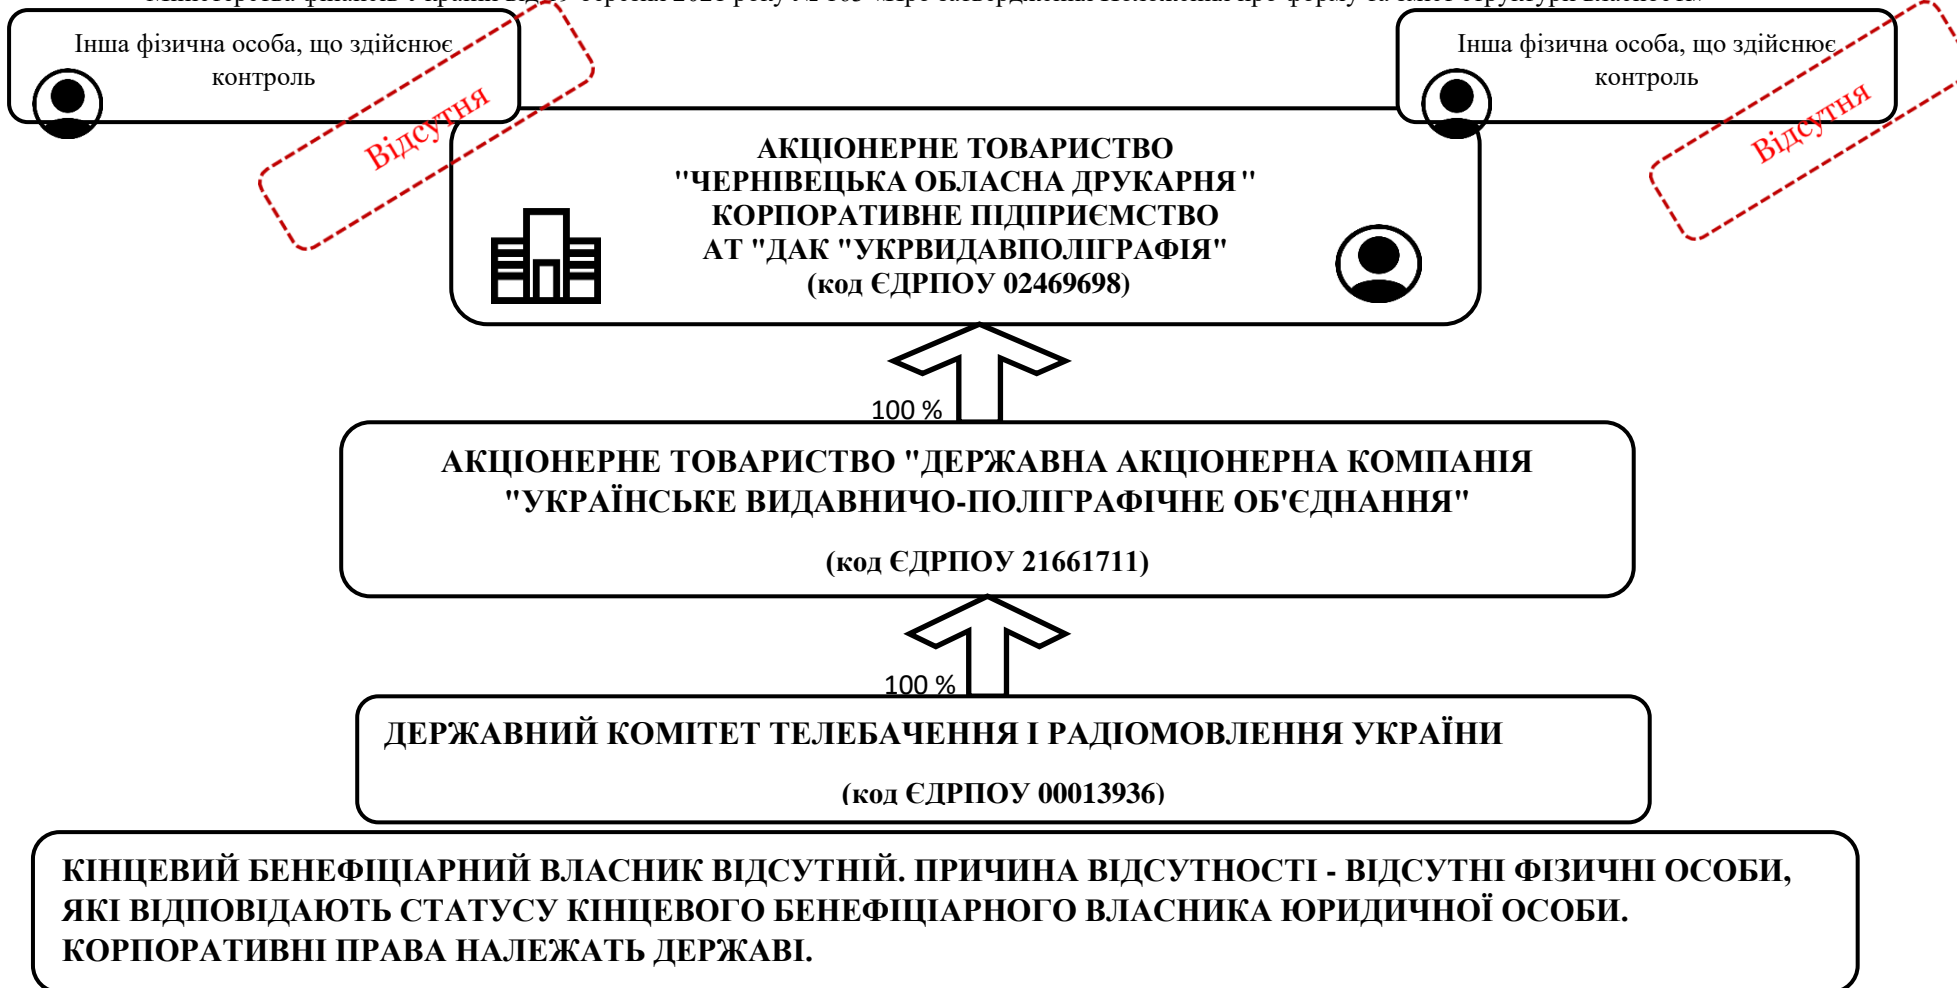 Інша фізична особа, що здійснює
контроль
Відсутня
Інша фізична особа, що здійснює
контроль
Відсутня
АКЦІОНЕРНЕ ТОВАРИСТВО
"ЧЕРНІВЕЦЬКА ОБЛАСНА ДРУКАРНЯ"
КОРПОРАТИВНЕ ПІДПРИЄМСТВО
АТ "ДАК "УКРВИДАВПОЛІГРАФІЯ"
(код ЄДРПОУ 02469698)
100 %
АКЦІОНЕРНЕ ТОВАРИСТВО "ДЕРЖАВНА АКЦІОНЕРНА КОМПАНІЯ
"УКРАЇНСЬКЕ ВИДАВНИЧО-ПОЛІГРАФІЧНЕ ОБ'ЄДНАННЯ"
(код ЄДРПОУ 21661711)
100 %
ДЕРЖАВНИЙ КОМІТЕТ ТЕЛЕБАЧЕННЯ І РАДІОМОВЛЕННЯ УКРАЇНИ
(код ЄДРПОУ 00013936)
КІНЦЕВИЙ БЕНЕФІЦІАРНИЙ ВЛАСНИК ВІДСУТНІЙ. ПРИЧИНА ВІДСУТНОСТІ - ВІДСУТНІ ФІЗИЧНІ ОСОБИ,
ЯКІ ВІДПОВІДАЮТЬ СТАТУСУ КІНЦЕВОГО БЕНЕФІЦІАРНОГО ВЛАСНИКА ЮРИДИЧНОЇ ОСОБИ.
КОРПОРАТИВНІ ПРАВА НАЛЕЖАТЬ ДЕРЖАВІ.